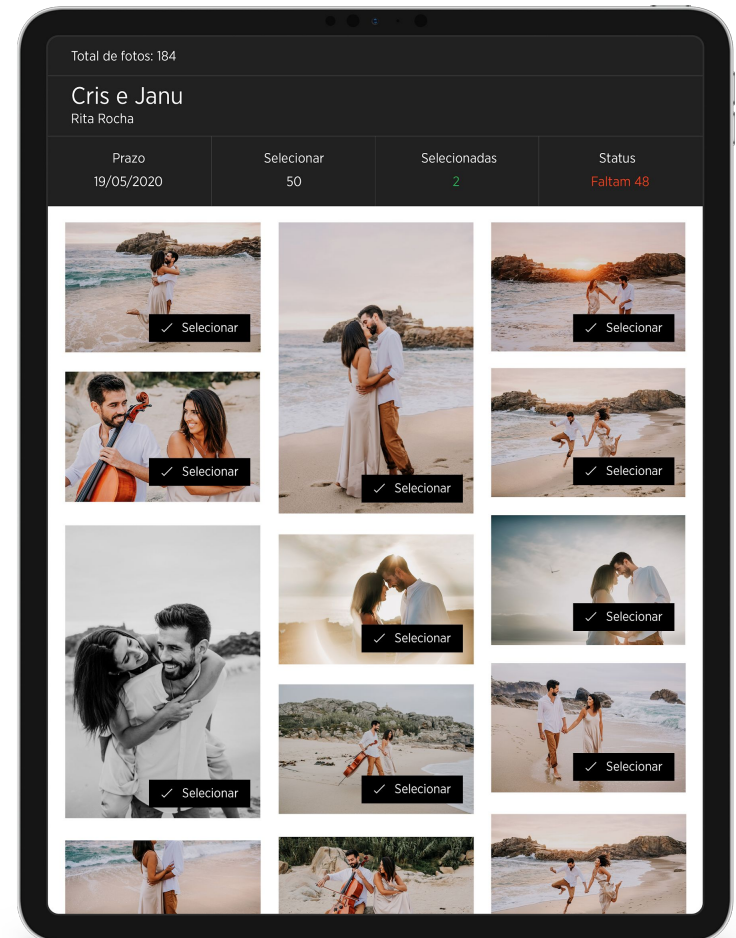 Total de fotos: 184
Cris e Janu
Rita Rocha
Prazo
Selecionar
Selecionadas
Status
19/05/2020
50
2
Faltam 48
Selecionar
Selecionar
Selecionar
Selecionar
Selecionar
Selecionar
Selecionar
Selecionar
Selecionar
Selecionar
Selecionar